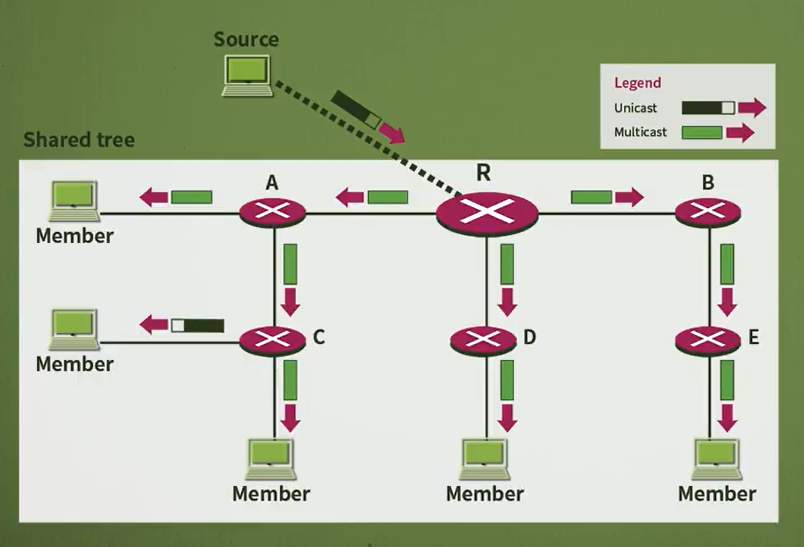 Source
Legend
Unicast
Multicast
Shared tree
A
R
B
Member
C
D
E
Member
Member
Member
Member